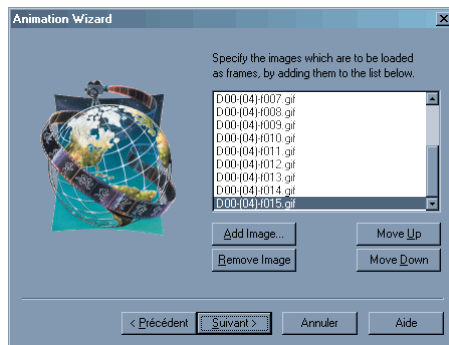 Animation Wizard
Specify the images which are to be loaded
as frames, by adding them to the list below.
D00-(04)-f007.gif
D00-(04)-f008.gif
D00-(04)-f009.gif
D00-(04)-f010.gif
D00-(04)-f011.gif
D00-(04)-f012.gif
D00-(04)-f013.gif
D00-(04)-f014.gif
D00-(04)-f015.gif
Add Image... Move Up
Remove Image Move Down
< Précédent Suivant > Annuler Aide